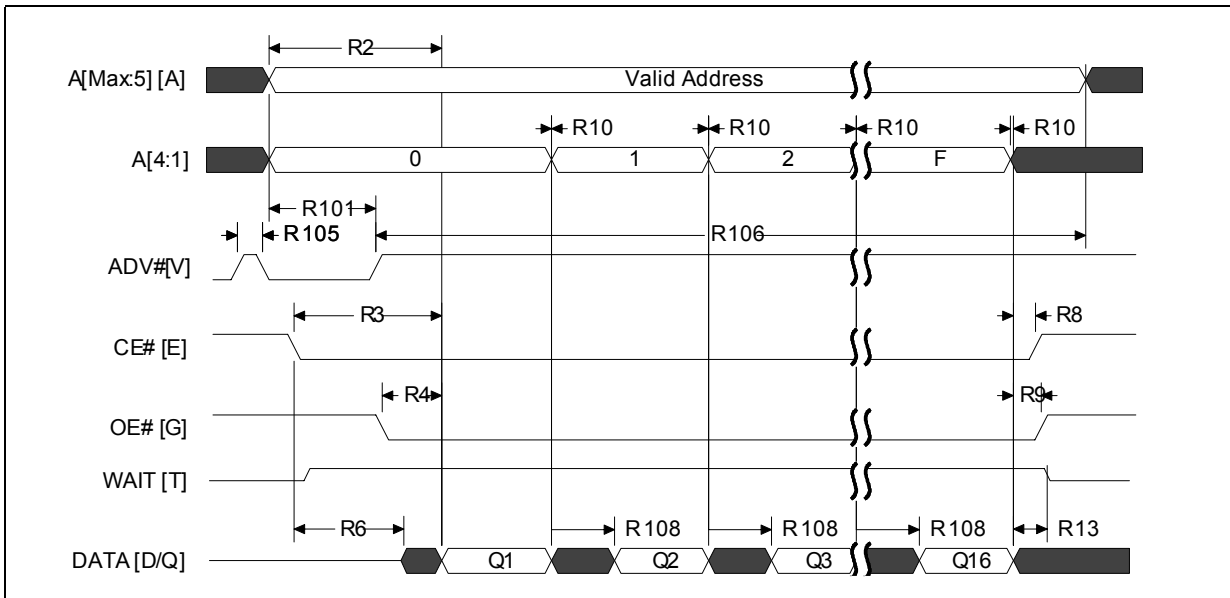 R2
A[Max:5] [A]
Valid Address
R10 R10 R10 R10
A[4:1]
0 1 2 F
R101
R105
R106
ADV#[V]
R3
R8
CE# [E]
R4
R9
OE# [G]
WAIT [T]
R6
R108 R108 R108 R13
DATA [D/Q]
Q1 Q2 Q3 Q16